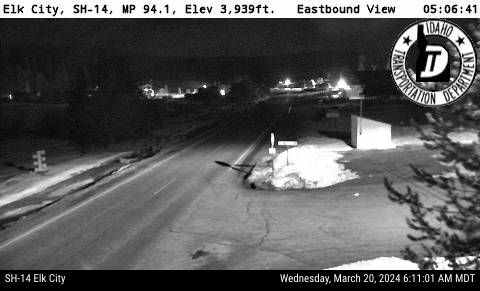 Elk City, SH-14, MP 94.1, Elev 3,939ft. Eastbound View 05:06:41
IDAHO
TRANSPORTATION DEPARTMENT
SH-14 Elk City Wednesday, March 20, 2024 6:11:01 AM MDT